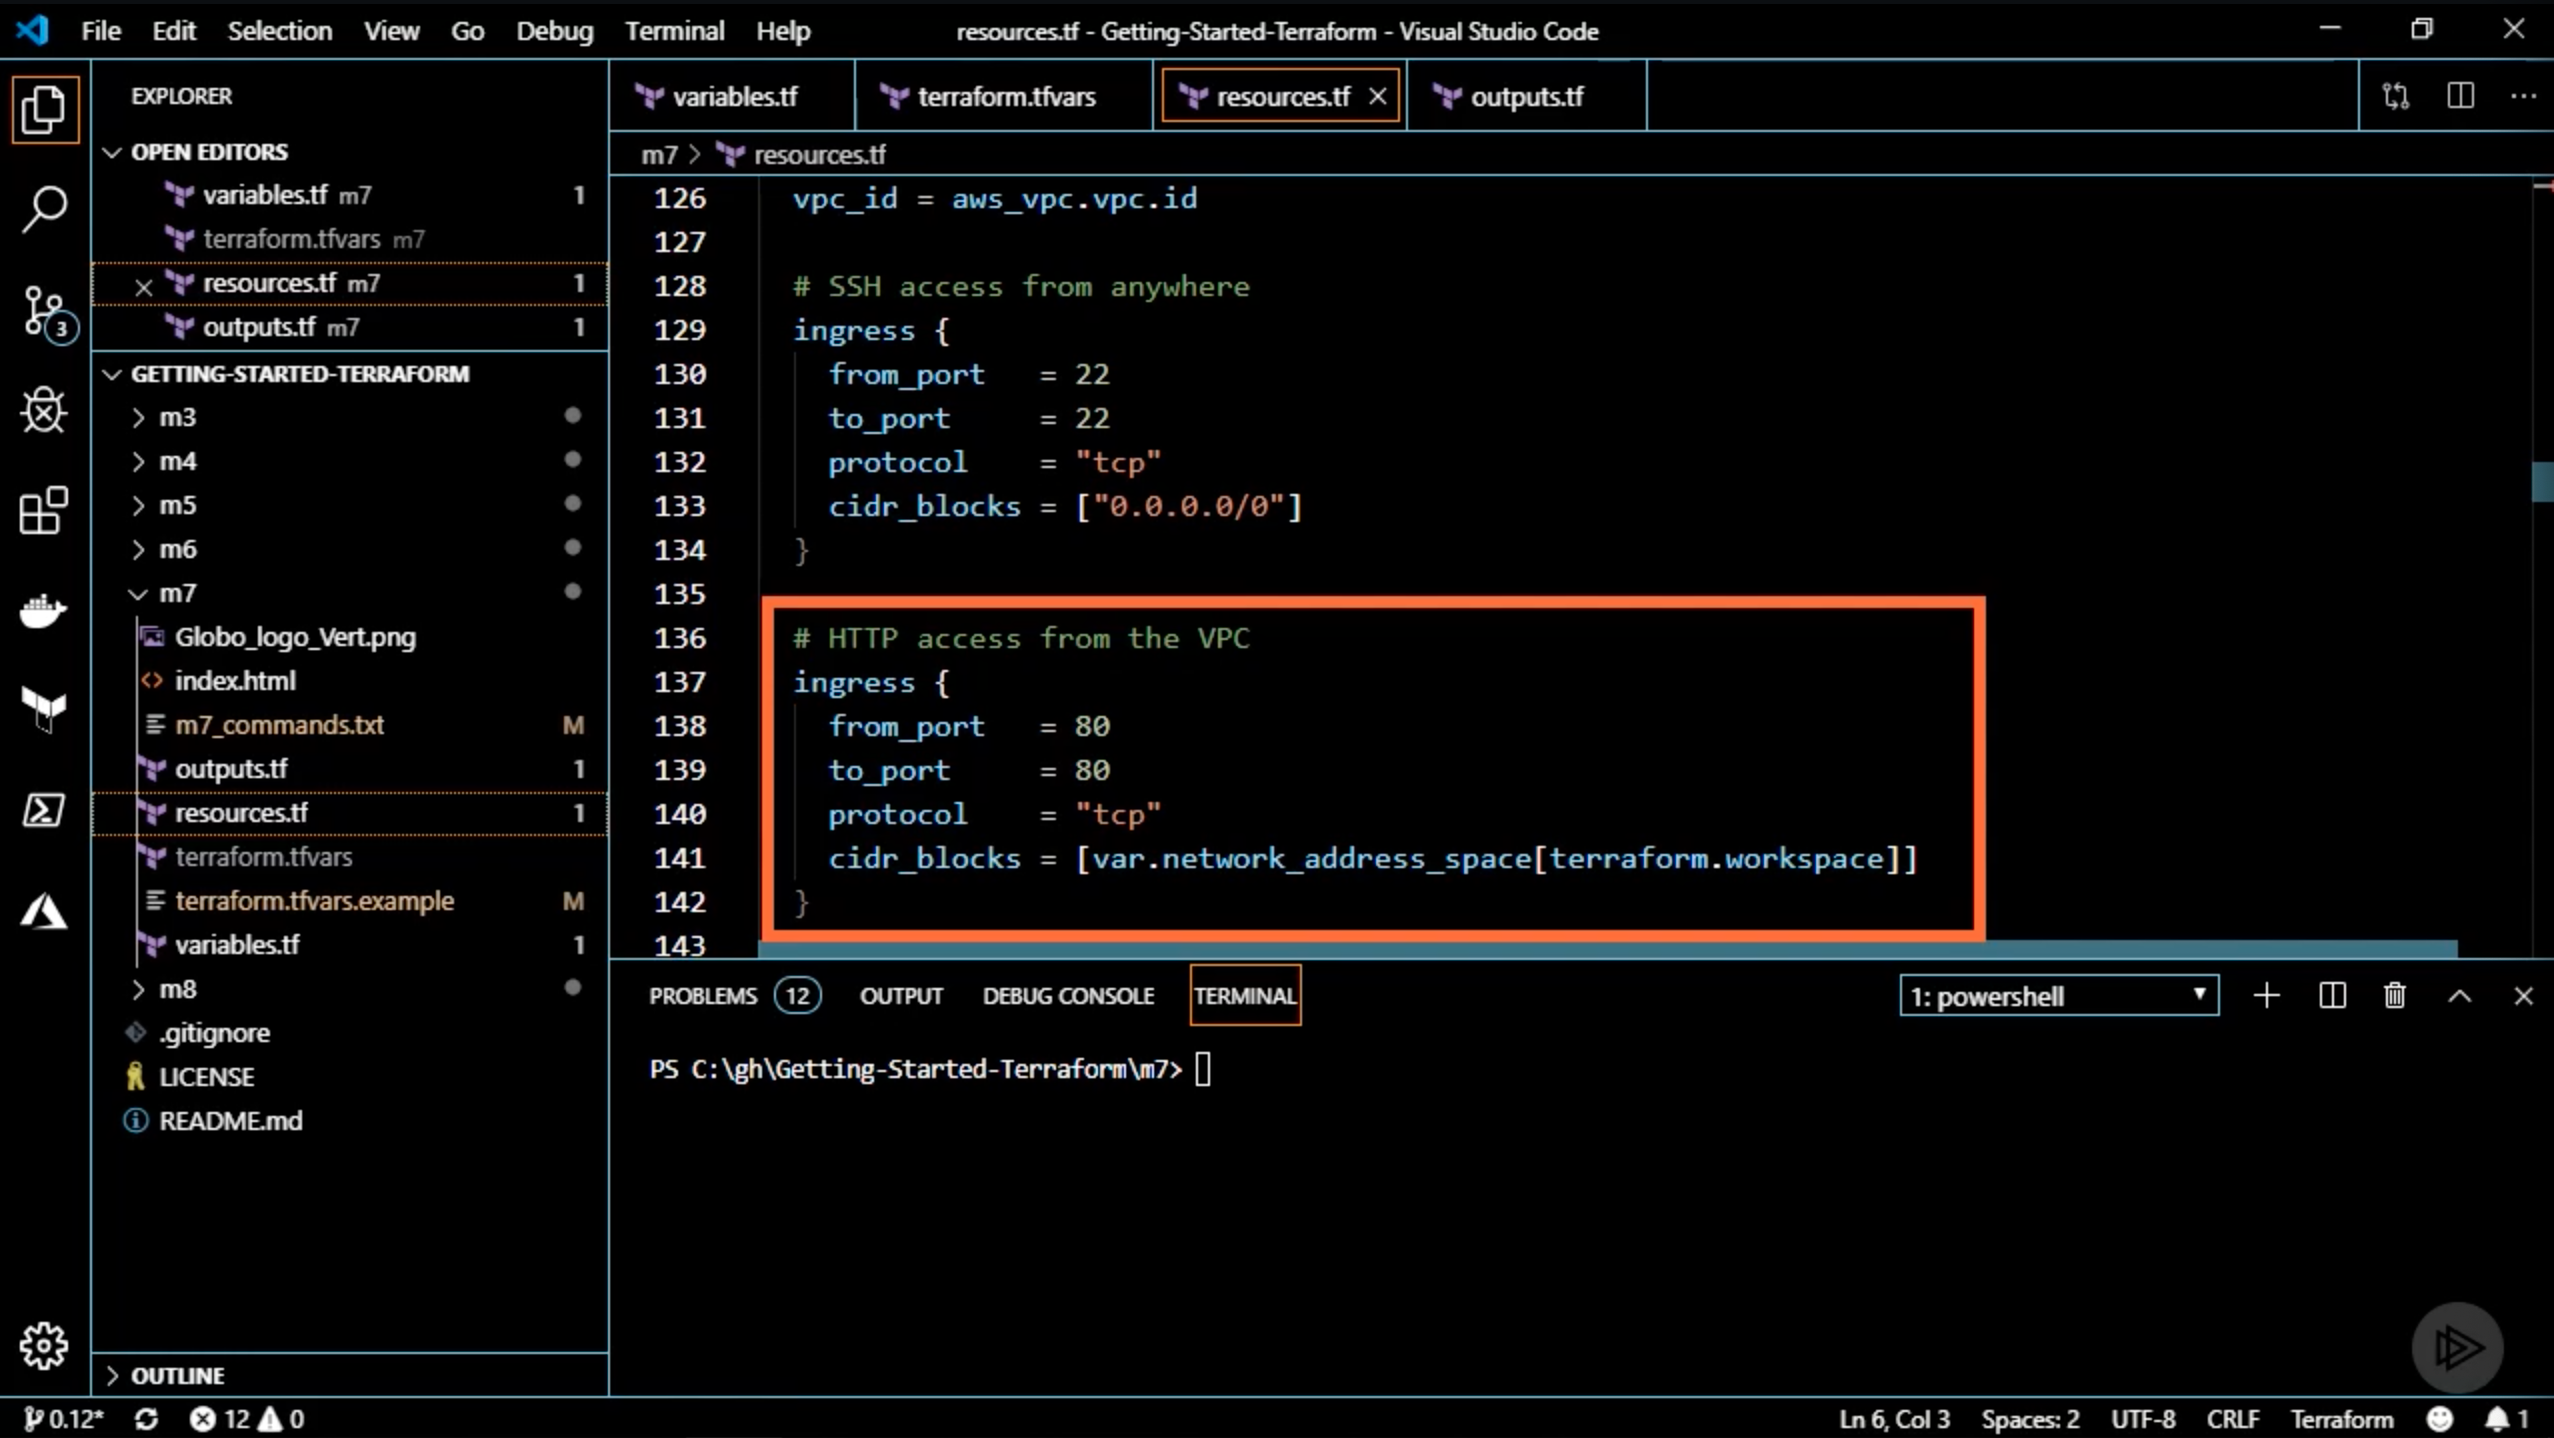 File Edit Selection View Go Debug Terminal Help resources.tf - Getting-Started-Terraform - Visual Studio Code
EXPLORER
OPEN EDITORS
variables.tf m7 1
terraform.tfvars m7
resources.tf m7 1
outputs.tf m7 1
3
GETTING-STARTED-TERRAFORM
m3
m4
m5
m6
m7
Globo_logo_Vert.png
index.html
m7_commands.txt M
outputs.tf 1
resources.tf 1
terraform.tfvars
terraform.tfvars.example M
variables.tf 1
m8
.gitignore
LICENSE
README.md
OUTLINE
variables.tf terraform.tfvars resources.tf outputs.tf
m7 > resources.tf
126 vpc_id = aws_vpc.vpc.id
127
128 # SSH access from anywhere
129 ingress {
130 from_port = 22
131 to_port = 22
132 protocol = "tcp"
133 cidr_blocks = ["0.0.0.0/0"]
134 }
135
136 # HTTP access from the VPC
137 ingress {
138 from_port = 80
139 to_port = 80
140 protocol = "tcp"
141 cidr_blocks = [var.network_address_space[terraform.workspace]]
142 }
143
PROBLEMS 12 OUTPUT DEBUG CONSOLE TERMINAL 1: powershell
PS C:\gh\Getting-Started-Terraform\m7>
0.12* 12 0 Ln 6, Col 3 Spaces: 2 UTF-8 CRLF Terraform 1